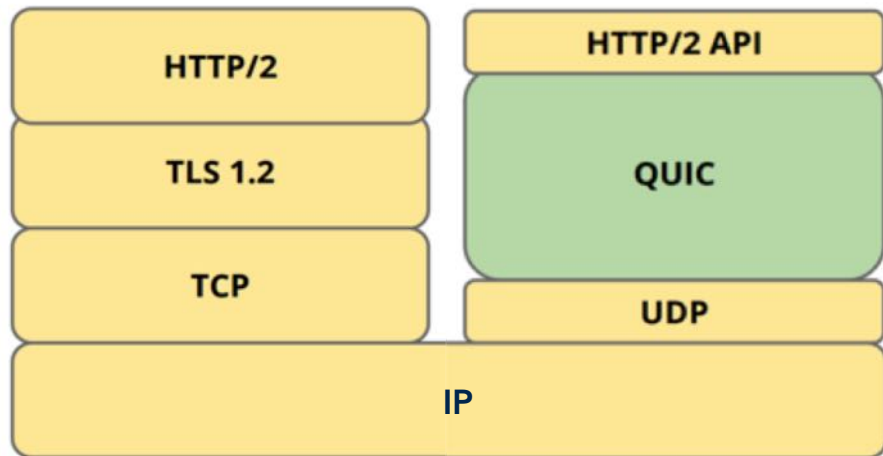 HTTP/2
TLS 1.2
TCP
HTTP/2 API
QUIC
UDP
IP